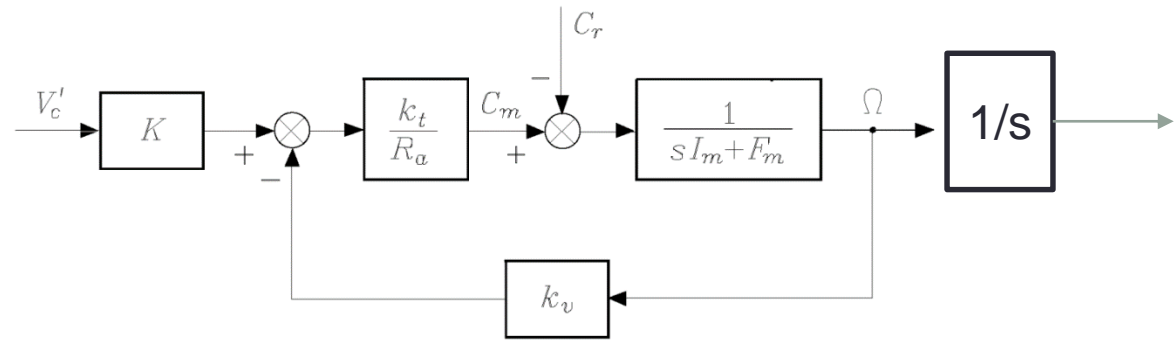 C_r
V_c'
K
+
−
k_t
R_a
C_m
−
+
1
sI_m+F_m
Ω
1/s
k_v